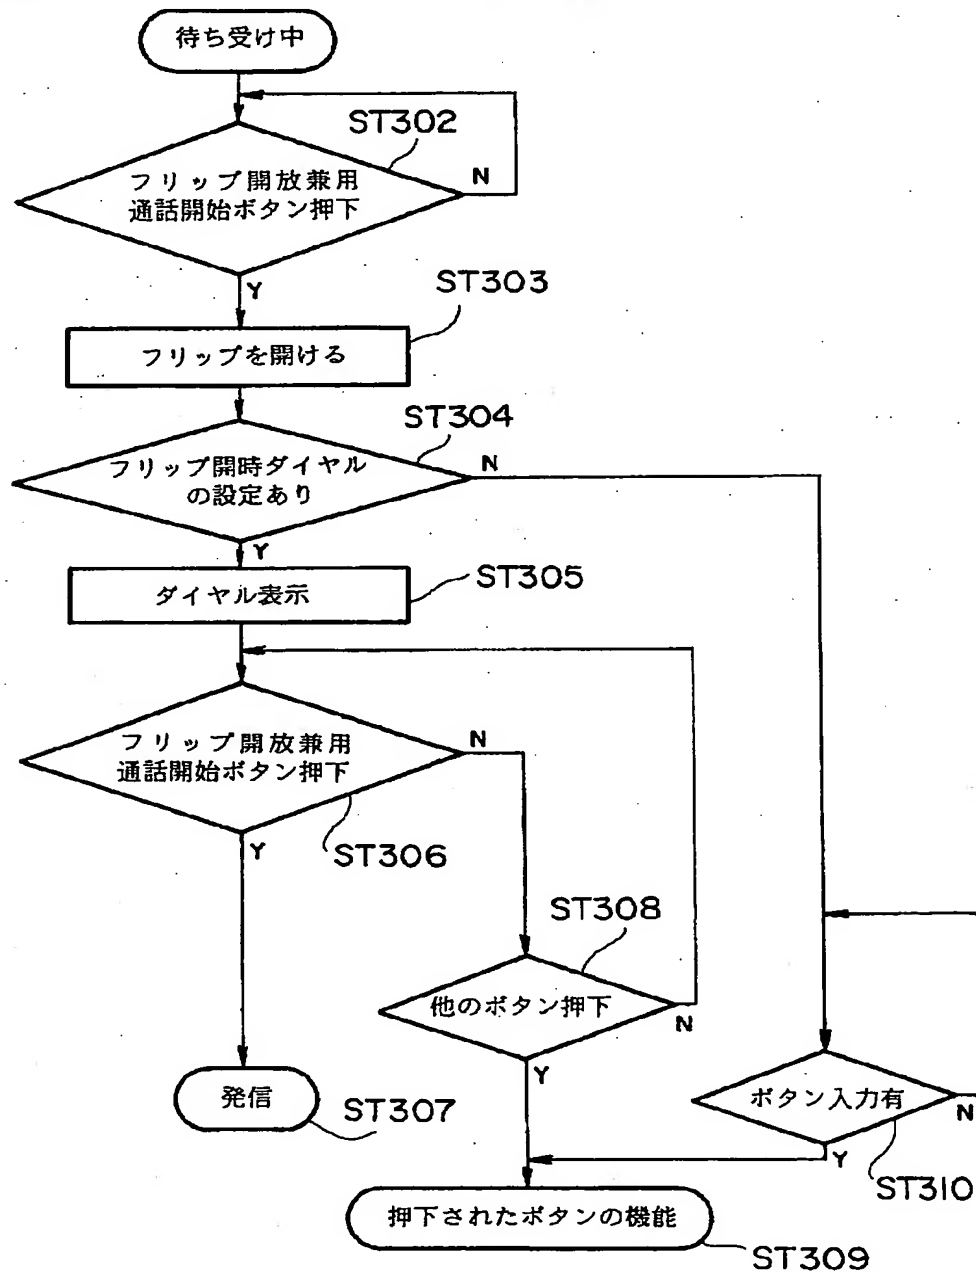 待ち受け中
ST302
フリップ開放兼用
通話開始ボタン押下
N
Y
ST303
フリップを開ける
ST304
フリップ開時ダイヤル
の設定あり
N
Y
ST305
ダイヤル表示
フリップ開放兼用
通話開始ボタン押下
N
Y
ST306
ST308
他のボタン押下
N
Y
発信
ST307
ボタン入力有
N
Y
ST310
押下されたボタンの機能
ST309